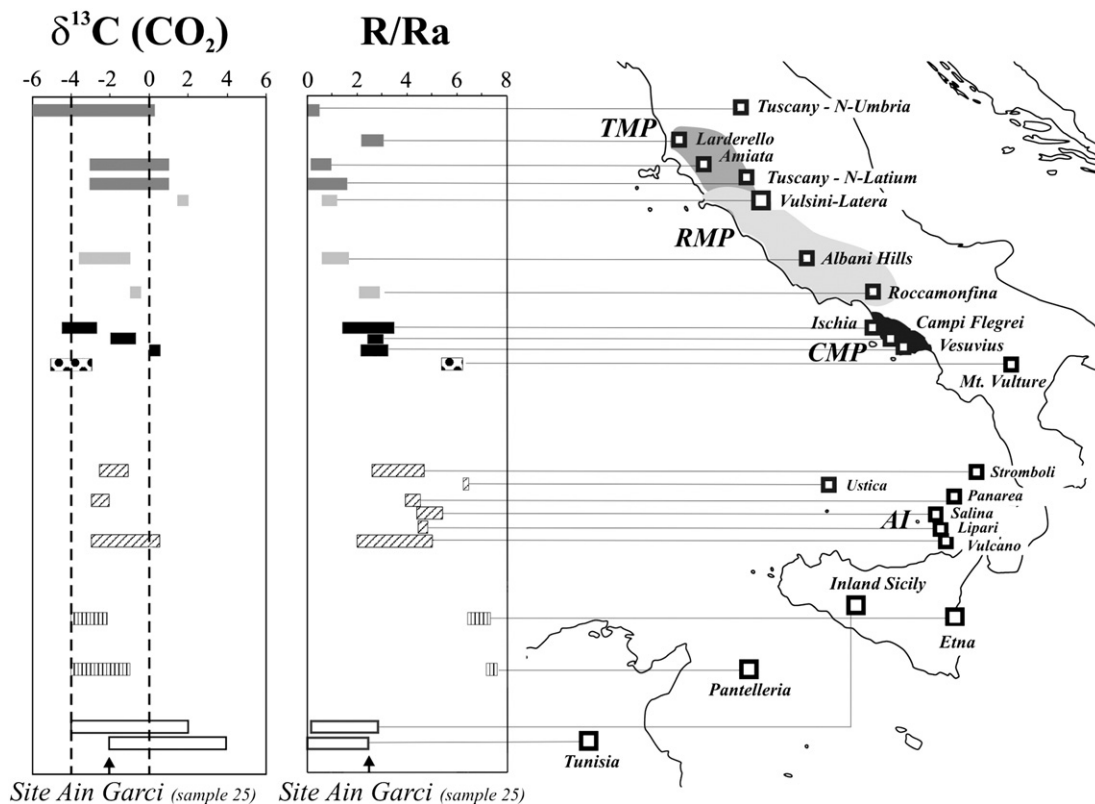 δ¹³C (CO₂) R/Ra
-6 -4 -2 0 2 4 6 0 2 4 6 8
Tuscany - N-Umbria
TMP
Larderello
Amiata
Tuscany - N-Latium
Vulsini-Latera
RMP
Albani Hills
Roccamonfina
Ischia
Campi Flegrei
CMP
Vesuvius
Mt. Vulture
Stromboli
Ustica
Panarea
AI
Salina
Lipari
Vulcano
Inland Sicily
Etna
Pantelleria
Tunisia
Site Ain Garci (sample 25) Site Ain Garci (sample 25)